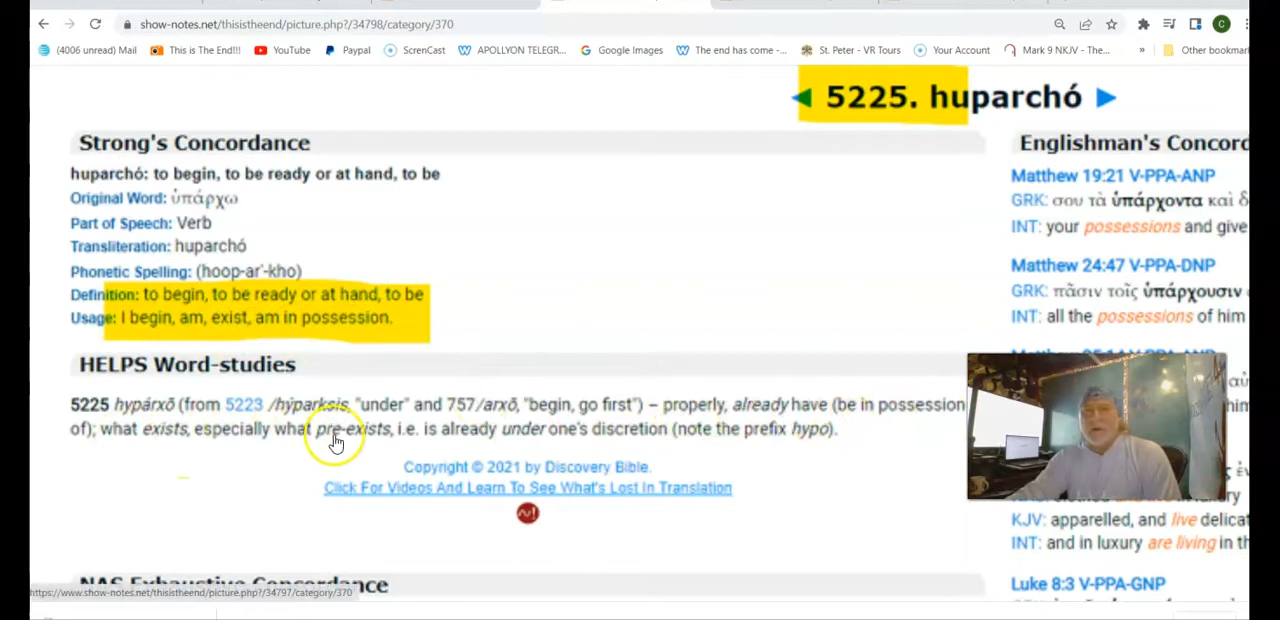 show-notes.net/thisistheend/picture.php?/34798/category/370
(4006 unread) Mail
This is The End!!!
YouTube
Paypal
ScrenCast
APOLLYON TELEGR...
Google Images
The end has come -...
St. Peter - VR Tours
Your Account
Mark 9 NKJV - The...
»
Other bookmar
C
◄ 5225. huparchó ►
Strong's Concordance
huparchó: to begin, to be ready or at hand, to be
Original Word: ὑπάρχω
Part of Speech: Verb
Transliteration: huparchó
Phonetic Spelling: (hoop-ar'-kho)
Definition: to begin, to be ready or at hand, to be
Usage: I begin, am, exist, am in possession.
HELPS Word-studies
5225 hypárxō (from 5223 /hýparksis, "under" and 757/arxō, "begin, go first") – properly, already have (be in possession
of); what exists, especially what pre-exists, i.e. is already under one's discretion (note the prefix hypo).
Copyright © 2021 by Discovery Bible.
Click For Videos And Learn To See What's Lost In Translation
NAS Exhaustive Concordance
https://www.show-notes.net/thisistheend/picture.php?/34797/category/370
Englishman's Concord
Matthew 19:21 V-PPA-ANP
GRK: σου τὰ ὑπάρχοντα καὶ δ
INT: your possessions and give
Matthew 24:47 V-PPA-DNP
GRK: πᾶσιν τοῖς ὑπάρχουσιν
INT: all the possessions of him
KJV: apparelled, and live delicat
INT: and in luxury are living in th
Luke 8:3 V-PPA-GNP